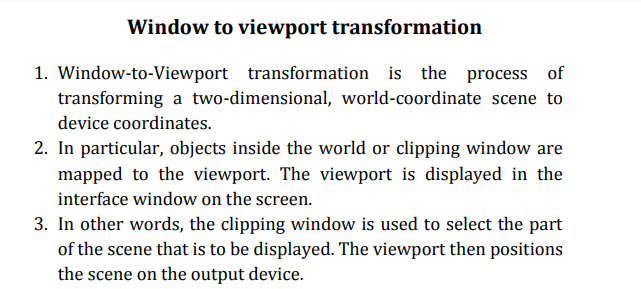 Window to viewport transformation
1. Window-to-Viewport transformation is the process of
transforming a two-dimensional, world-coordinate scene to
device coordinates.
2. In particular, objects inside the world or clipping window are
mapped to the viewport. The viewport is displayed in the
interface window on the screen.
3. In other words, the clipping window is used to select the part
of the scene that is to be displayed. The viewport then positions
the scene on the output device.